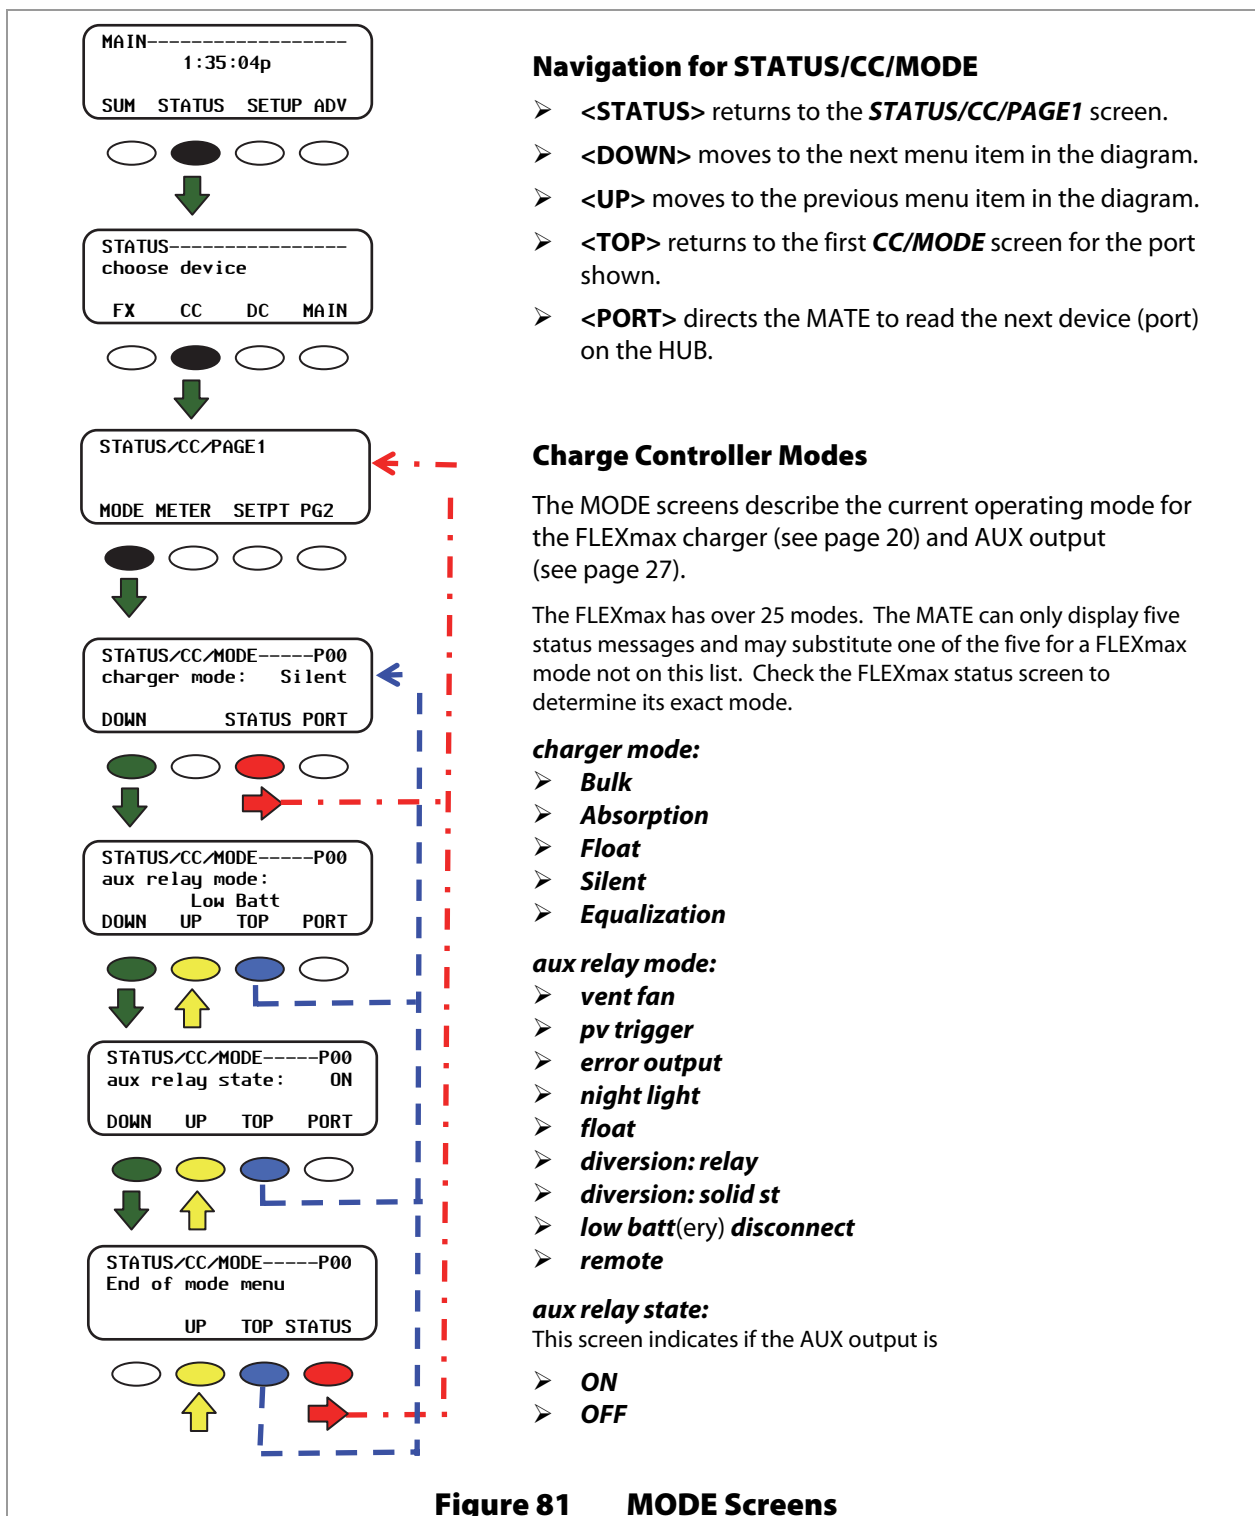 MAIN------------------
1:35:04p
SUM STATUS SETUP ADV
STATUS----------------
choose device
FX CC DC MAIN
STATUS/CC/PAGE1
MODE METER SETPT PG2
STATUS/CC/MODE-----P00
charger mode: Silent
DOWN STATUS PORT
STATUS/CC/MODE-----P00
aux relay mode:
Low Batt
DOWN UP TOP PORT
STATUS/CC/MODE-----P00
aux relay state: ON
DOWN UP TOP PORT
STATUS/CC/MODE-----P00
End of mode menu
UP TOP STATUS
Navigation for STATUS/CC/MODE
➢ <STATUS> returns to the STATUS/CC/PAGE1 screen.
➢ <DOWN> moves to the next menu item in the diagram.
➢ <UP> moves to the previous menu item in the diagram.
➢ <TOP> returns to the first CC/MODE screen for the port
shown.
➢ <PORT> directs the MATE to read the next device (port)
on the HUB.
Charge Controller Modes
The MODE screens describe the current operating mode for
the FLEXmax charger (see page 20) and AUX output
(see page 27).
The FLEXmax has over 25 modes. The MATE can only display five
status messages and may substitute one of the five for a FLEXmax
mode not on this list. Check the FLEXmax status screen to
determine its exact mode.
charger mode:
➢ Bulk
➢ Absorption
➢ Float
➢ Silent
➢ Equalization
aux relay mode:
➢ vent fan
➢ pv trigger
➢ error output
➢ night light
➢ float
➢ diversion: relay
➢ diversion: solid st
➢ low batt(ery) disconnect
➢ remote
aux relay state:
This screen indicates if the AUX output is
➢ ON
➢ OFF
Figure 81 MODE Screens